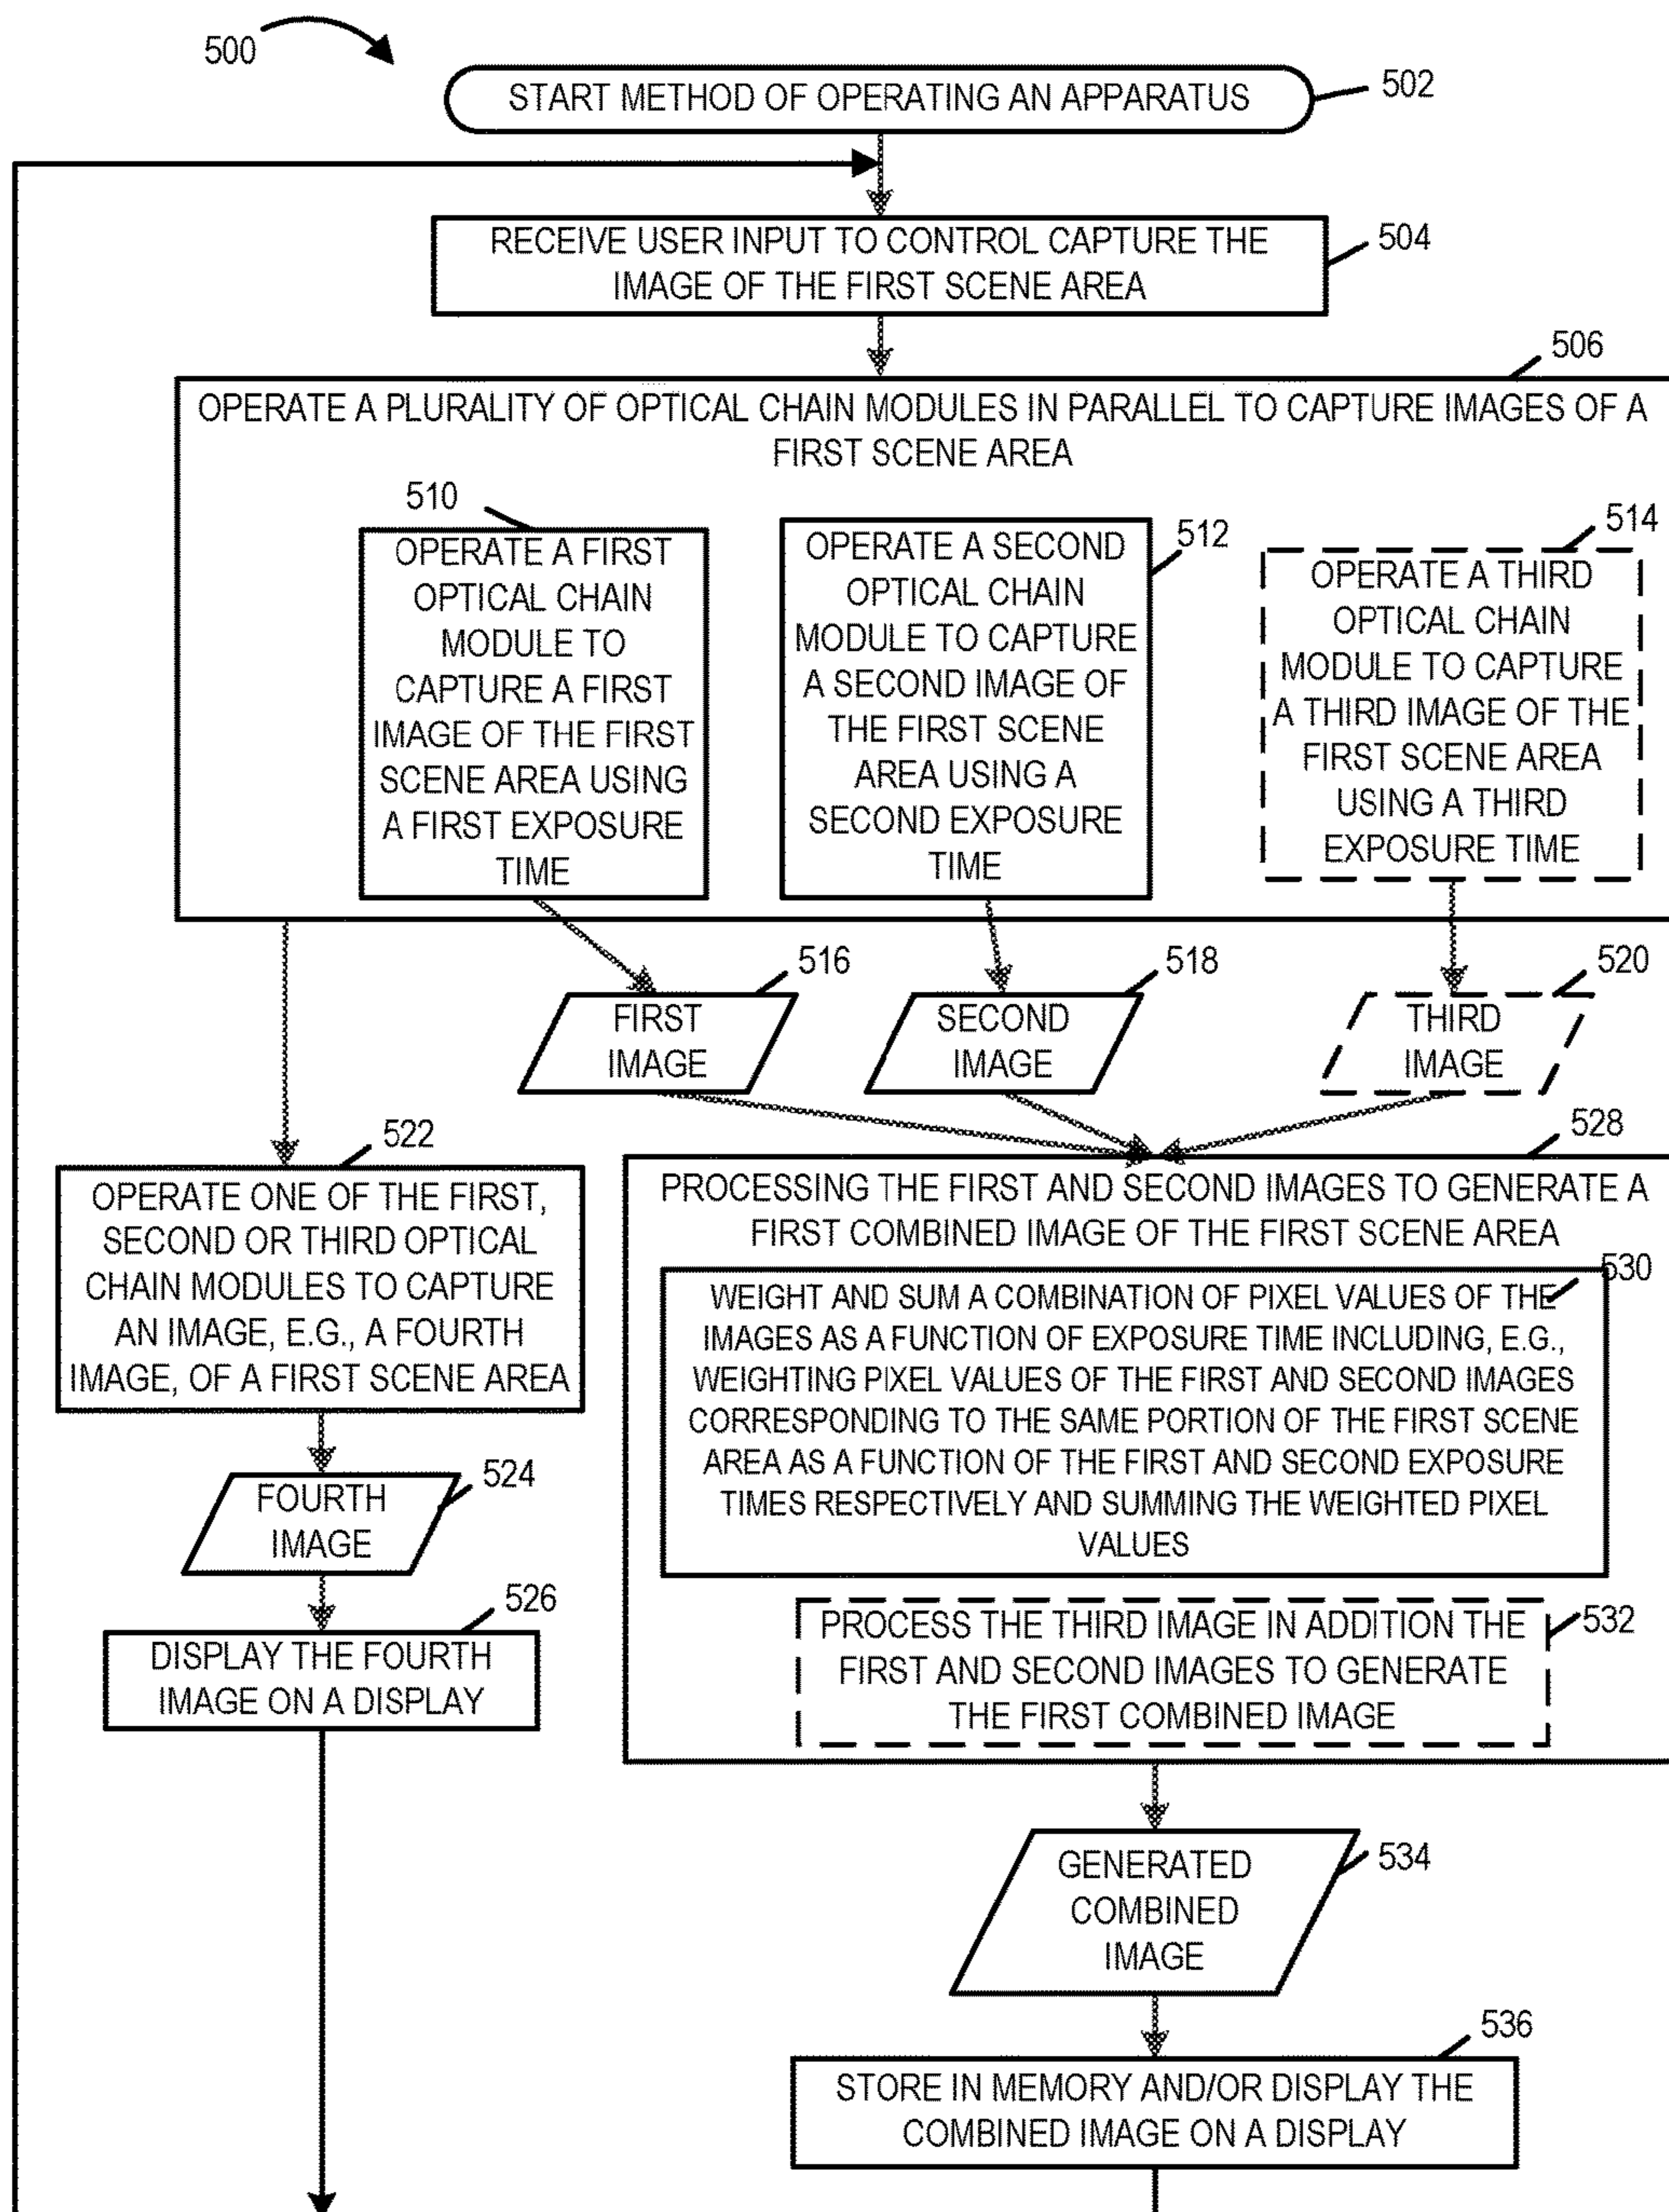 500
START METHOD OF OPERATING AN APPARATUS
502
RECEIVE USER INPUT TO CONTROL CAPTURE THE
IMAGE OF THE FIRST SCENE AREA
504
506
OPERATE A PLURALITY OF OPTICAL CHAIN MODULES IN PARALLEL TO CAPTURE IMAGES OF A
FIRST SCENE AREA
510
OPERATE A FIRST
OPTICAL CHAIN
MODULE TO
CAPTURE A FIRST
IMAGE OF THE FIRST
SCENE AREA USING
A FIRST EXPOSURE
TIME
512
OPERATE A SECOND
OPTICAL CHAIN
MODULE TO CAPTURE
A SECOND IMAGE OF
THE FIRST SCENE
AREA USING A
SECOND EXPOSURE
TIME
514
OPERATE A THIRD
OPTICAL CHAIN
MODULE TO CAPTURE
A THIRD IMAGE OF THE
FIRST SCENE AREA
USING A THIRD
EXPOSURE TIME
516
FIRST
IMAGE
518
SECOND
IMAGE
520
THIRD
IMAGE
522
OPERATE ONE OF THE FIRST,
SECOND OR THIRD OPTICAL
CHAIN MODULES TO CAPTURE
AN IMAGE, E.G., A FOURTH
IMAGE, OF A FIRST SCENE AREA
524
FOURTH
IMAGE
526
DISPLAY THE FOURTH
IMAGE ON A DISPLAY
528
PROCESSING THE FIRST AND SECOND IMAGES TO GENERATE A
FIRST COMBINED IMAGE OF THE FIRST SCENE AREA
530
WEIGHT AND SUM A COMBINATION OF PIXEL VALUES OF THE
IMAGES AS A FUNCTION OF EXPOSURE TIME INCLUDING, E.G.,
WEIGHTING PIXEL VALUES OF THE FIRST AND SECOND IMAGES
CORRESPONDING TO THE SAME PORTION OF THE FIRST SCENE
AREA AS A FUNCTION OF THE FIRST AND SECOND EXPOSURE
TIMES RESPECTIVELY AND SUMMING THE WEIGHTED PIXEL
VALUES
PROCESS THE THIRD IMAGE IN ADDITION THE
FIRST AND SECOND IMAGES TO GENERATE
THE FIRST COMBINED IMAGE
532
GENERATED
COMBINED
IMAGE
534
536
STORE IN MEMORY AND/OR DISPLAY THE
COMBINED IMAGE ON A DISPLAY